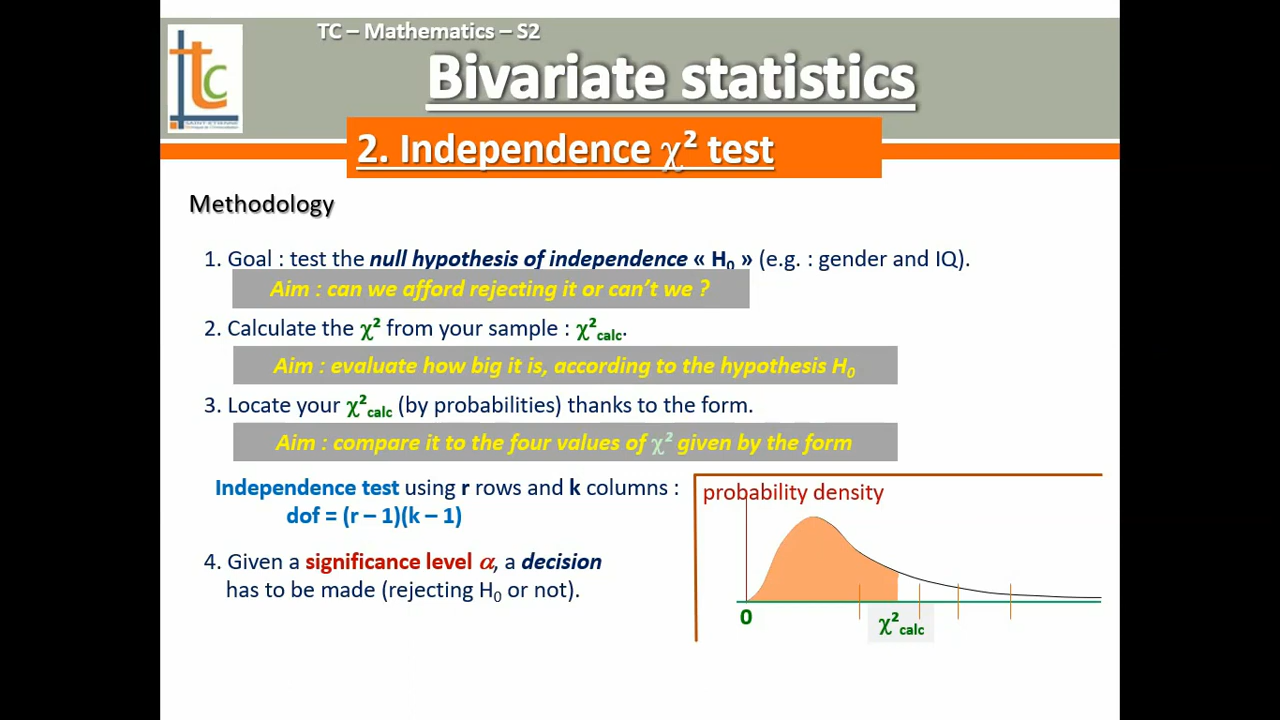 TC – Mathematics – S2
Bivariate statistics
tc
SAINT-ETIENNE
2. Independence χ² test
Methodology
1. Goal : test the null hypothesis of independence « H₀ » (e.g. : gender and IQ).
Aim : can we afford rejecting it or can't we ?
2. Calculate the χ² from your sample : χ²calc.
Aim : evaluate how big it is, according to the hypothesis H₀
3. Locate your χ²calc (by probabilities) thanks to the form.
Aim : compare it to the four values of χ² given by the form
Independence test using r rows and k columns :
dof = (r – 1)(k – 1)
probability density
4. Given a significance level α, a decision
has to be made (rejecting H₀ or not).
0
χ²calc